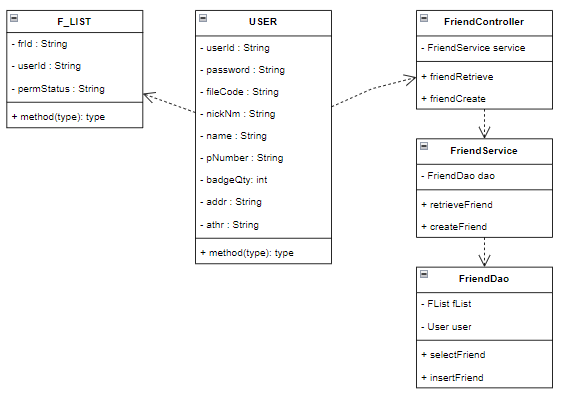 F_LIST
- frId : String
- userId : String
- permStatus : String
+ method(type): type
USER
- userId : String
- password : String
- fileCode : String
- nickNm : String
- name : String
- pNumber : String
- badgeQty: int
- addr : String
- athr : String
+ method(type): type
FriendController
- FriendService service
+ friendRetrieve
+ friendCreate
FriendService
- FriendDao dao
+ retrieveFriend
+ createFriend
FriendDao
- FList fList
- User user
+ selectFriend
+ insertFriend